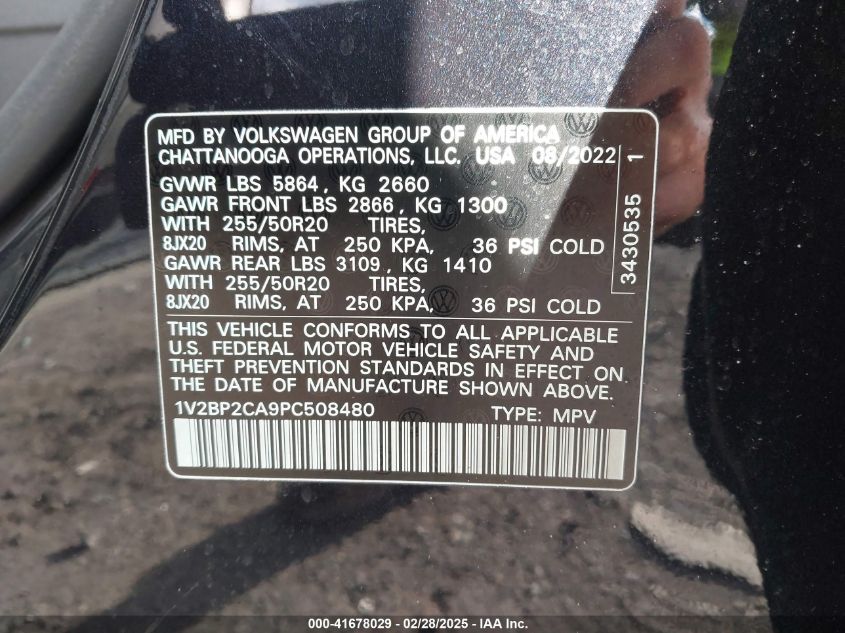 MFD BY VOLKSWAGEN GROUP OF AMERICA
CHATTANOOGA OPERATIONS, LLC. USA 08/2022
GVWR LBS 5864, KG 2660
GAWR FRONT LBS 2866, KG 1300
WITH 255/50R20 TIRES,
8JX20 RIMS, AT 250 KPA, 36 PSI COLD
GAWR REAR LBS 3109, KG 1410
WITH 255/50R20 TIRES,
8JX20 RIMS, AT 250 KPA, 36 PSI COLD
3430535 1
THIS VEHICLE CONFORMS TO ALL APPLICABLE
U.S. FEDERAL MOTOR VEHICLE SAFETY AND
THEFT PREVENTION STANDARDS IN EFFECT ON
THE DATE OF MANUFACTURE SHOWN ABOVE.
1V2BP2CA9PC508480 TYPE: MPV
000-41678029 - 02/28/2025 - IAA Inc.